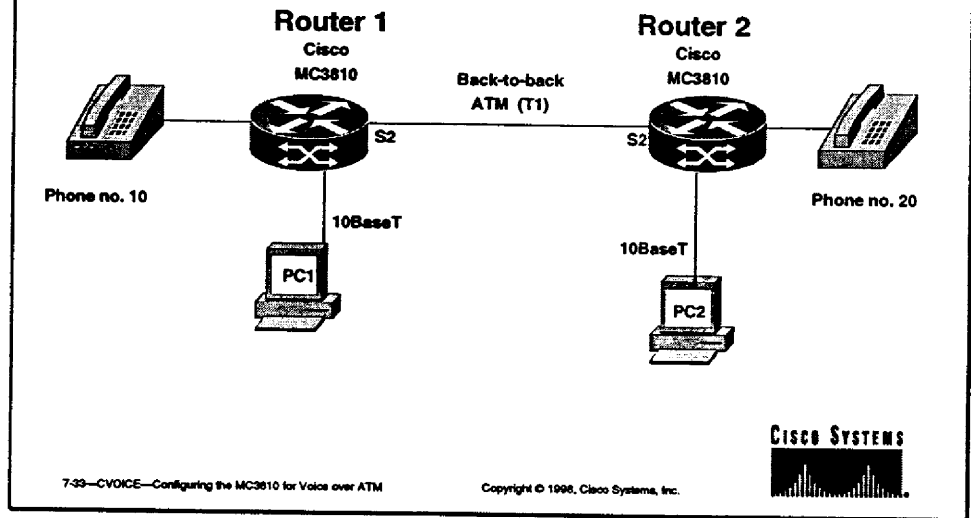 Router 1
Cisco
MC3810
Router 2
Cisco
MC3810
Back-to-back
ATM (T1)
S2
S2
Phone no. 10
Phone no. 20
10BaseT
10BaseT
PC1
PC2
CISCO SYSTEMS
7-33—CVOICE—Configuring the MC3810 for Voice over ATM
Copyright © 1998, Cisco Systems, Inc.